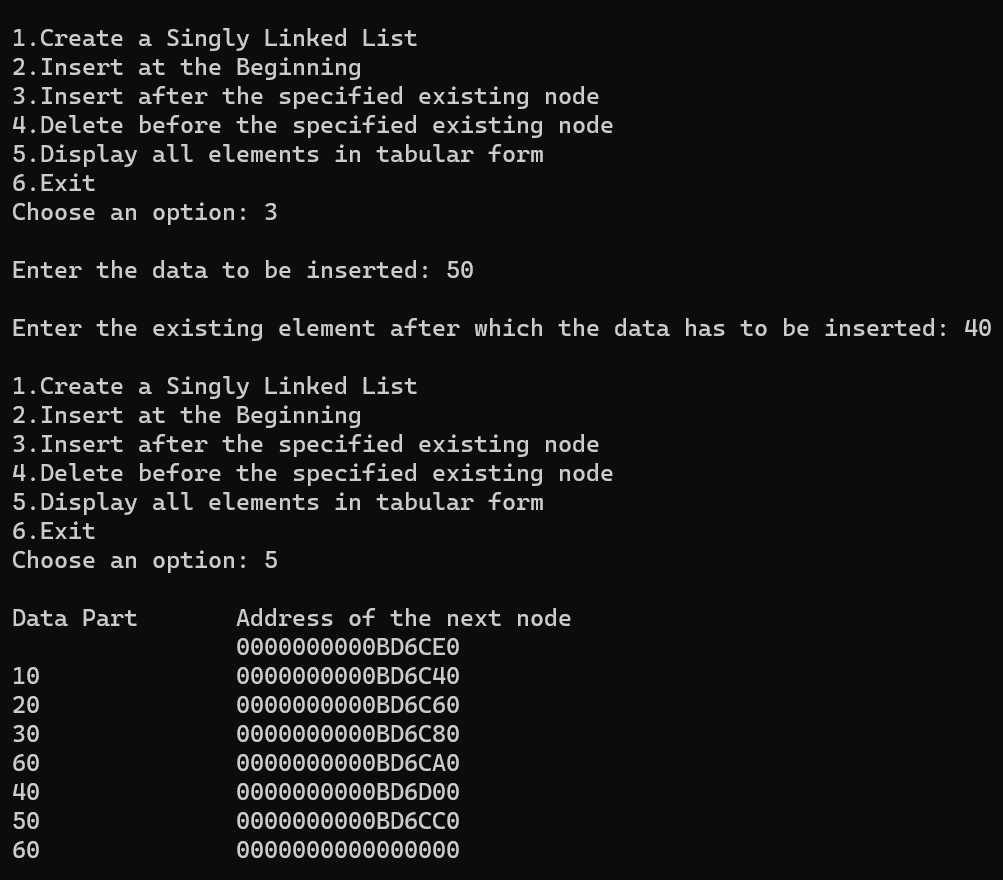 1.Create a Singly Linked List
2.Insert at the Beginning
3.Insert after the specified existing node
4.Delete before the specified existing node
5.Display all elements in tabular form
6.Exit
Choose an option: 3
Enter the data to be inserted: 50
Enter the existing element after which the data has to be inserted: 40
1.Create a Singly Linked List
2.Insert at the Beginning
3.Insert after the specified existing node
4.Delete before the specified existing node
5.Display all elements in tabular form
6.Exit
Choose an option: 5
Data Part Address of the next node
0000000000BD6CE0
10 0000000000BD6C40
20 0000000000BD6C60
30 0000000000BD6C80
60 0000000000BD6CA0
40 0000000000BD6D00
50 0000000000BD6CC0
60 0000000000000000